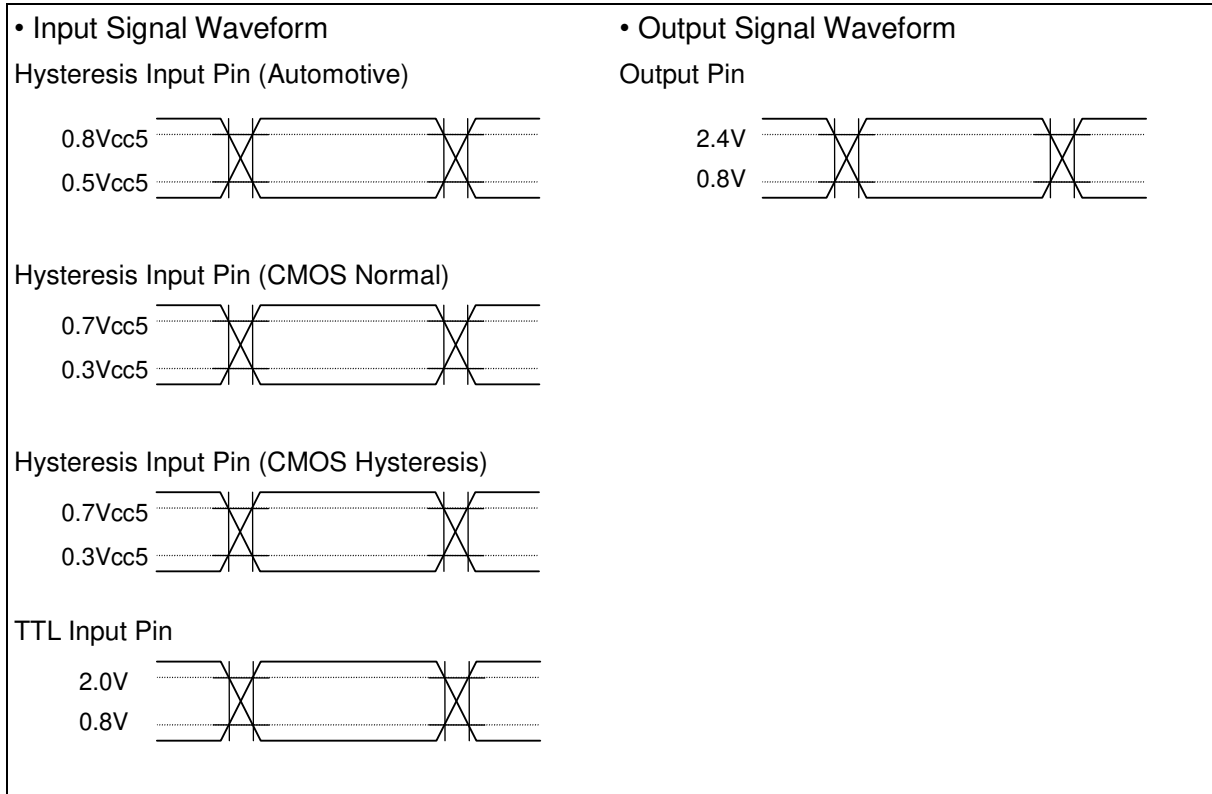 • Input Signal Waveform
Hysteresis Input Pin (Automotive)
0.8Vcc5
0.5Vcc5
Hysteresis Input Pin (CMOS Normal)
0.7Vcc5
0.3Vcc5
Hysteresis Input Pin (CMOS Hysteresis)
0.7Vcc5
0.3Vcc5
TTL Input Pin
2.0V
0.8V
• Output Signal Waveform
Output Pin
2.4V
0.8V